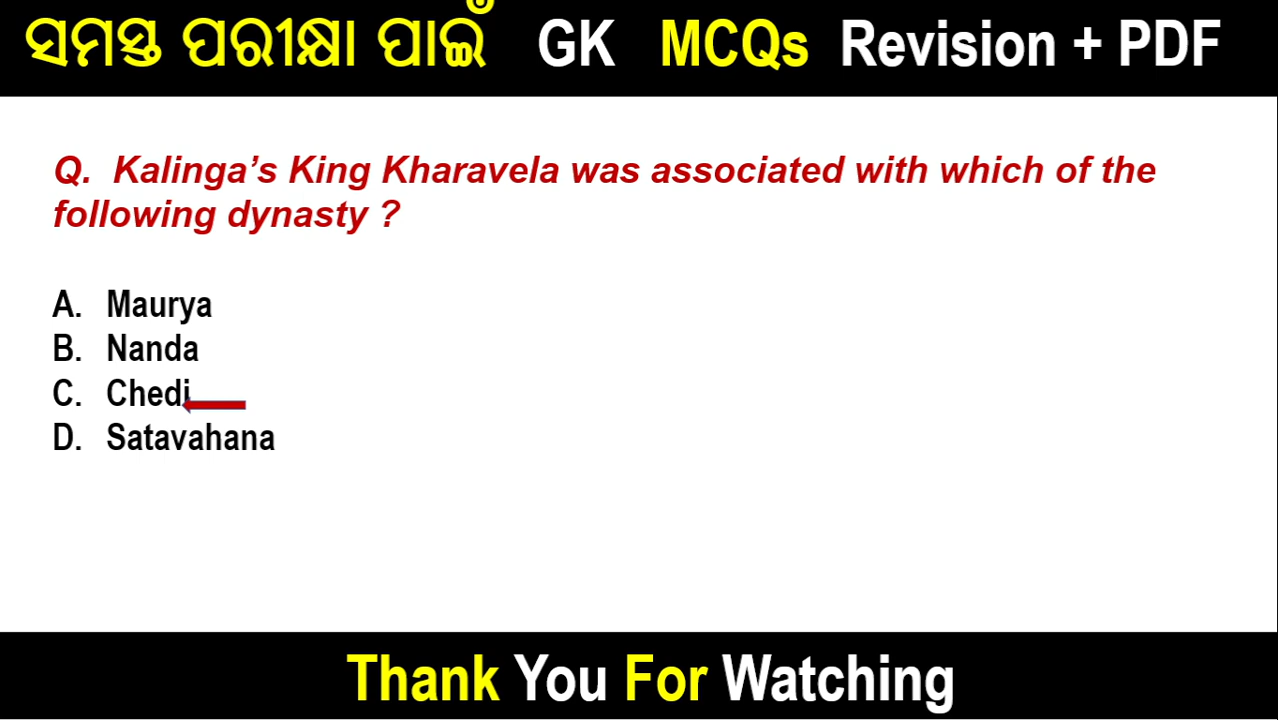 ସମସ୍ତ ପରୀକ୍ଷା ପାଇଁ GK MCQs Revision + PDF
Q. Kalinga’s King Kharavela was associated with which of the
following dynasty ?
A. Maurya
B. Nanda
C. Chedi
D. Satavahana
Thank You For Watching